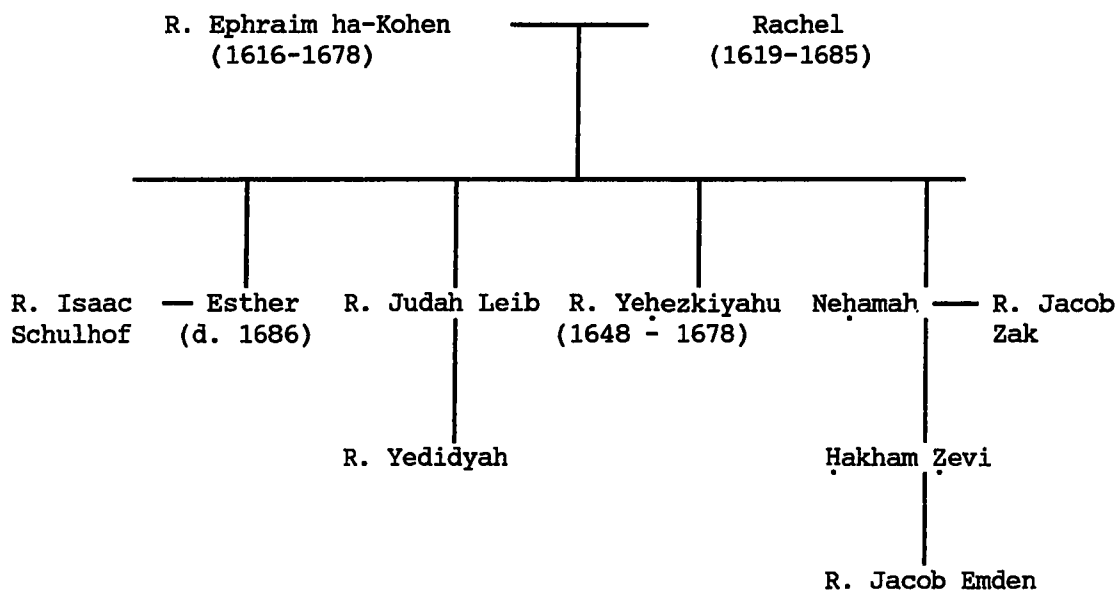 R. Ephraim ha-Kohen Rachel
(1616-1678) (1619-1685)
R. Isaac Esther R. Judah Leib R. Yeḥezkiyahu Neḥamah R. Jacob
Schulhof (d. 1686) (1648 - 1678) Zak
R. Yedidyah Ḥakham Ẓevi
R. Jacob Emden